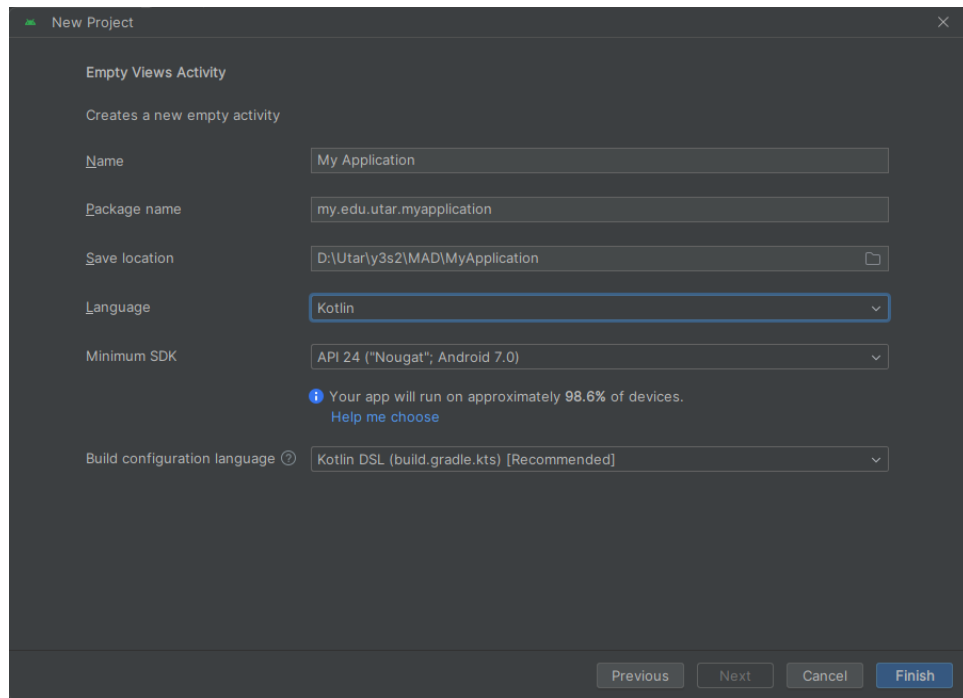 New Project
Empty Views Activity
Creates a new empty activity
Name My Application
Package name my.edu.utar.myapplication
Save location D:\Utar\y3s2\MAD\MyApplication
Language Kotlin
Minimum SDK API 24 ("Nougat"; Android 7.0)
Your app will run on approximately 98.6% of devices.
Help me choose
Build configuration language Kotlin DSL (build.gradle.kts) [Recommended]
Previous Next Cancel Finish